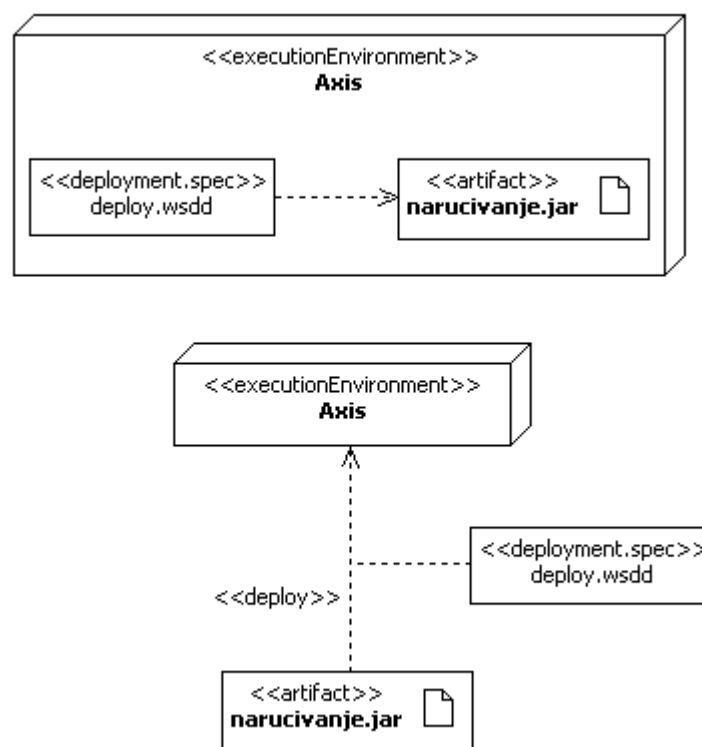 <<executionEnvironment>>
Axis
<<deployment.spec>>
deploy.wsdd
<<artifact>>
narucivanje.jar
<<executionEnvironment>>
Axis
<<deployment.spec>>
deploy.wsdd
<<deploy>>
<<artifact>>
narucivanje.jar